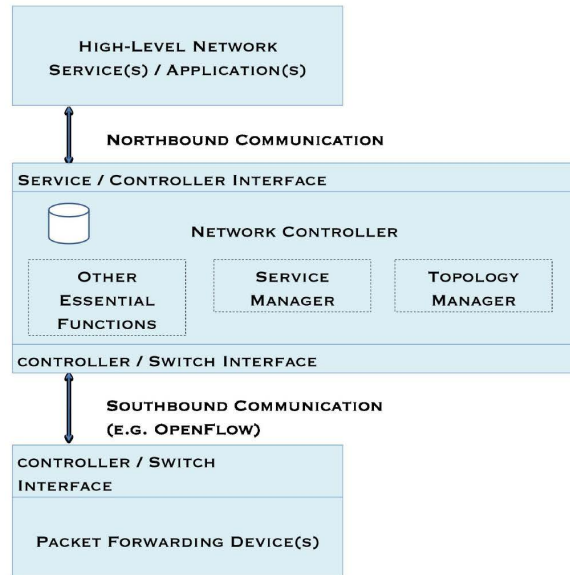 High-Level Network
Service(s) / Application(s)
Northbound Communication
Service / Controller Interface
Network Controller
Other
Essential
Functions
Service
Manager
Topology
Manager
controller / Switch Interface
Southbound Communication
(e.g. OpenFlow)
controller / Switch
Interface
Packet Forwarding Device(s)